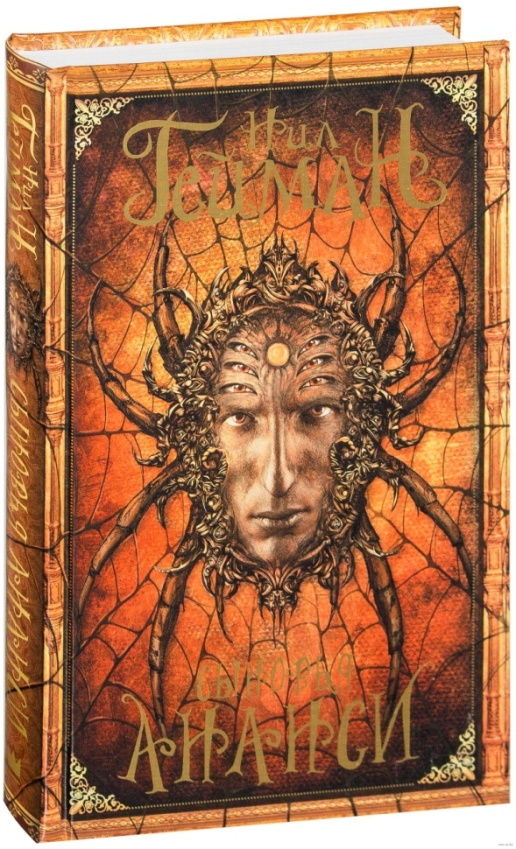 Нил
Гейман
Сыновья
Ананси
Нил
Гейман
Сыновья Ананси